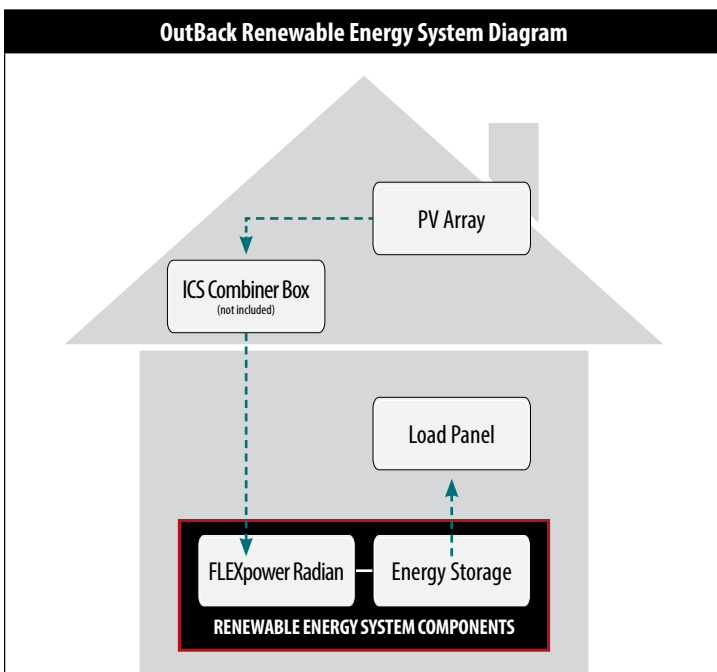 OutBack Renewable Energy System Diagram
PV Array
ICS Combiner Box
(not included)
Load Panel
FLEXpower Radian
Energy Storage
RENEWABLE ENERGY SYSTEM COMPONENTS